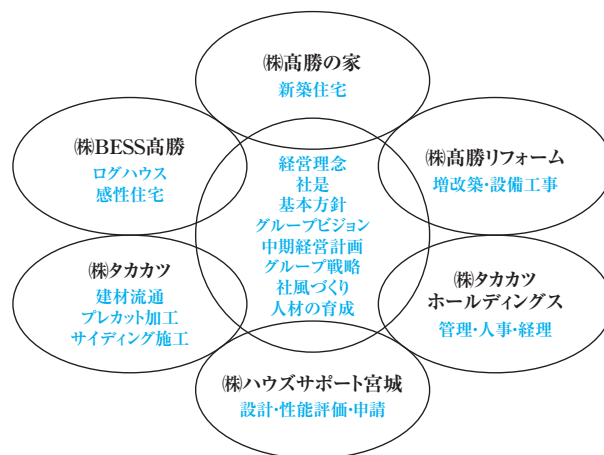 ㈱髙勝の家
新築住宅
㈱BESS髙勝
ログハウス
感性住宅
㈱髙勝リフォーム
増改築・設備工事
経営理念
社是
基本方針
グループビジョン
中期経営計画
グループ戦略
社風づくり
人材の育成
㈱タカカツ
建材流通
プレカット加工
サイディング施工
㈱タカカツ
ホールディングス
管理・人事・経理
㈱ハウズサポート宮城
設計・性能評価・申請